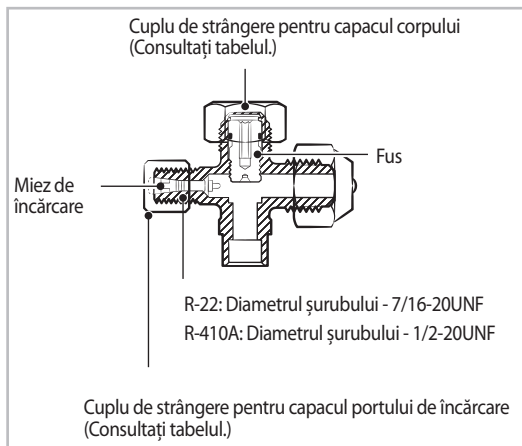 Cuplu de strângere pentru capacul corpului
(Consultați tabelul.)
Fus
Miez de
încărcare
R-22: Diametrul șurubului - 7/16-20UNF
R-410A: Diametrul șurubului - 1/2-20UNF
Cuplu de strângere pentru capacul portului de încărcare
(Consultați tabelul.)